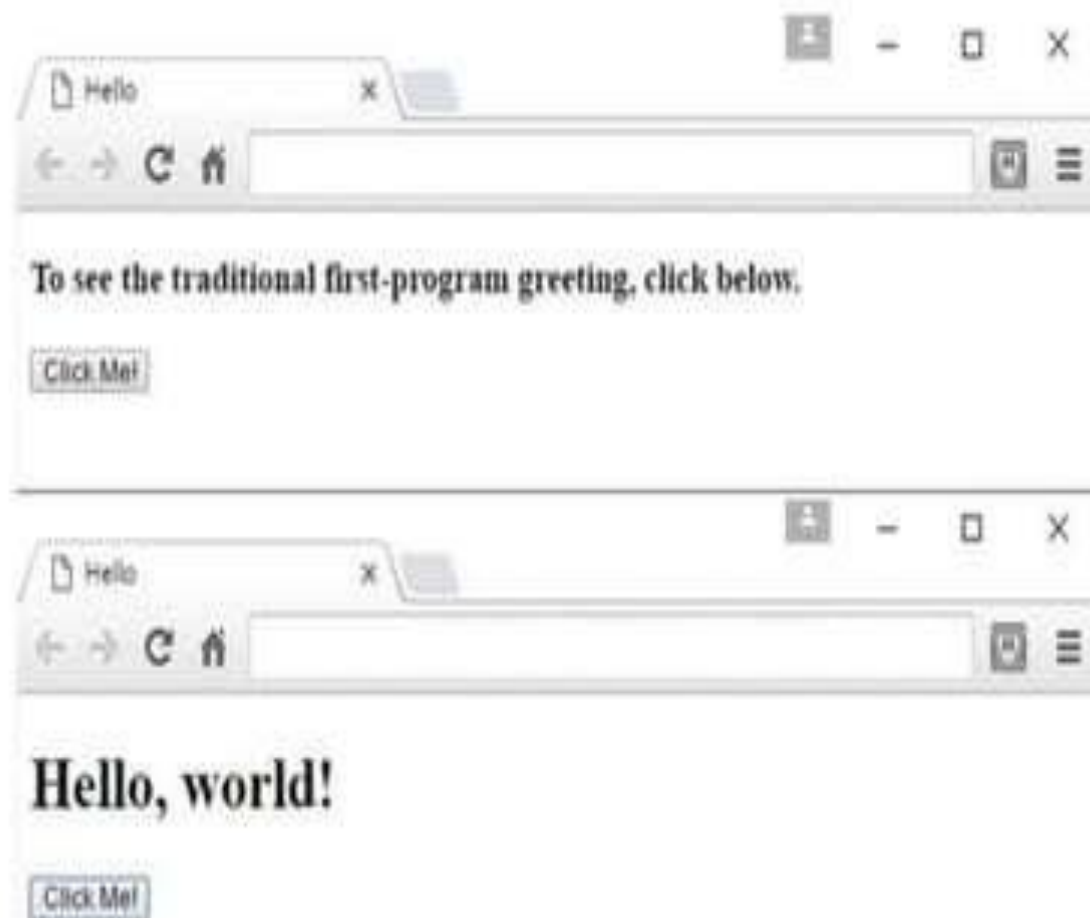 Hello
To see the traditional first-program greeting, click below.
Click Me!
Hello
Hello, world!
Click Me!